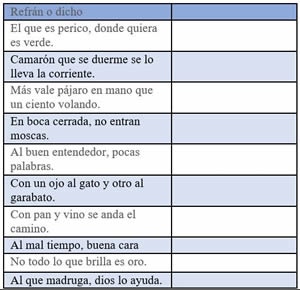 Refrán o dicho
El que es perico, donde quiera
es verde.
Camarón que se duerme se lo
lleva la corriente.
Más vale pájaro en mano que
un ciento volando.
En boca cerrada, no entran
moscas.
Al buen entendedor, pocas
palabras.
Con un ojo al gato y otro al
garabato.
Con pan y vino se anda el
camino.
Al mal tiempo, buena cara
No todo lo que brilla es oro.
Al que madruga, dios lo ayuda.